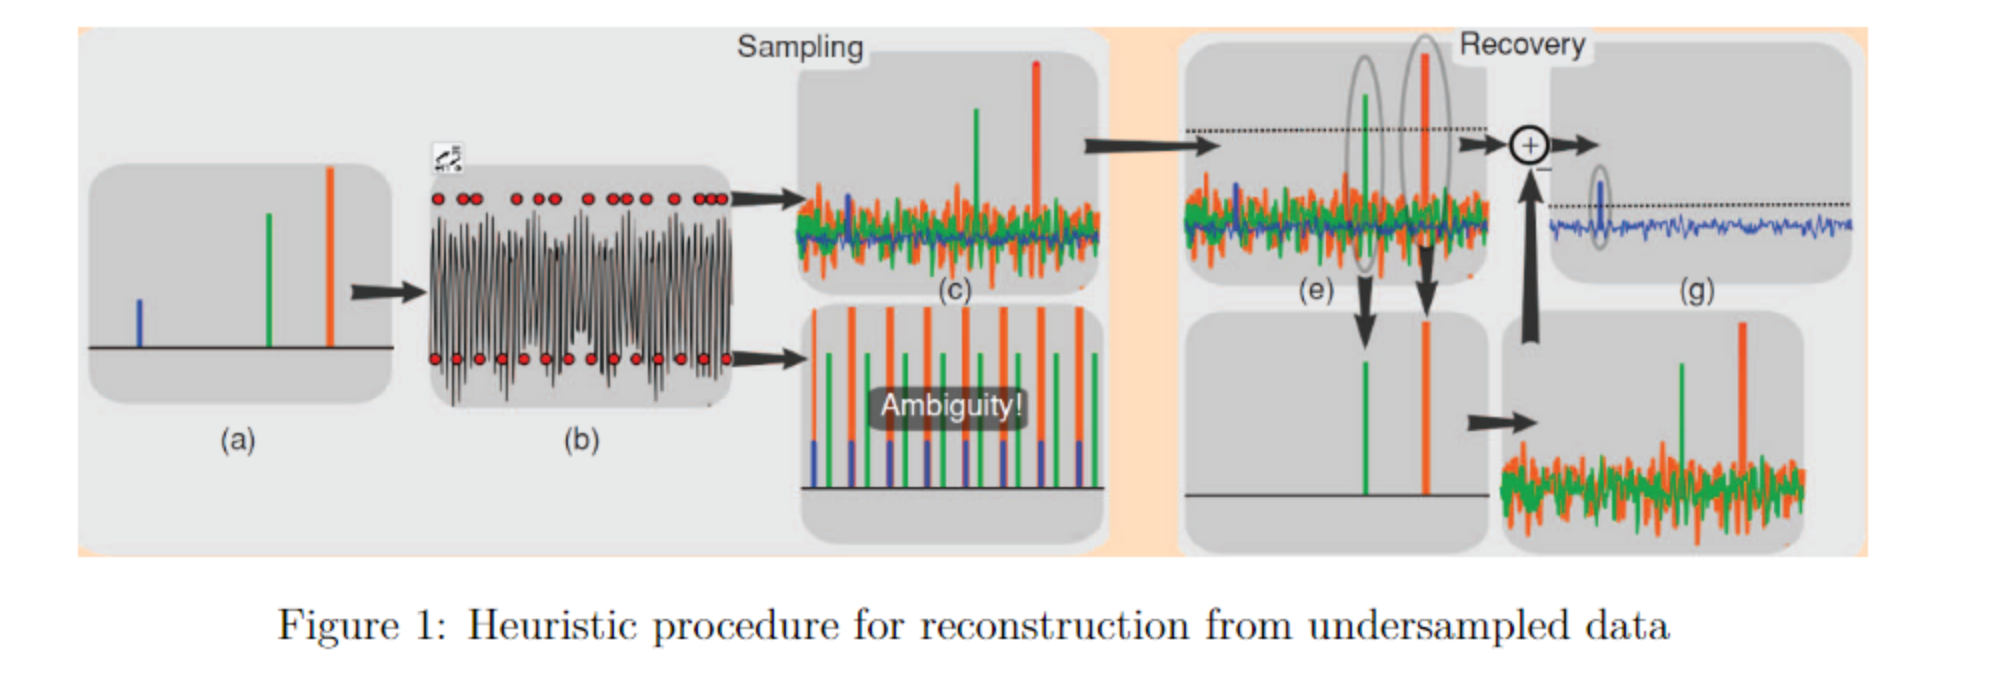 Sampling
Recovery
(a)
(b)
(c)
Ambiguity!
(e)
(g)
+
−
Figure 1: Heuristic procedure for reconstruction from undersampled data